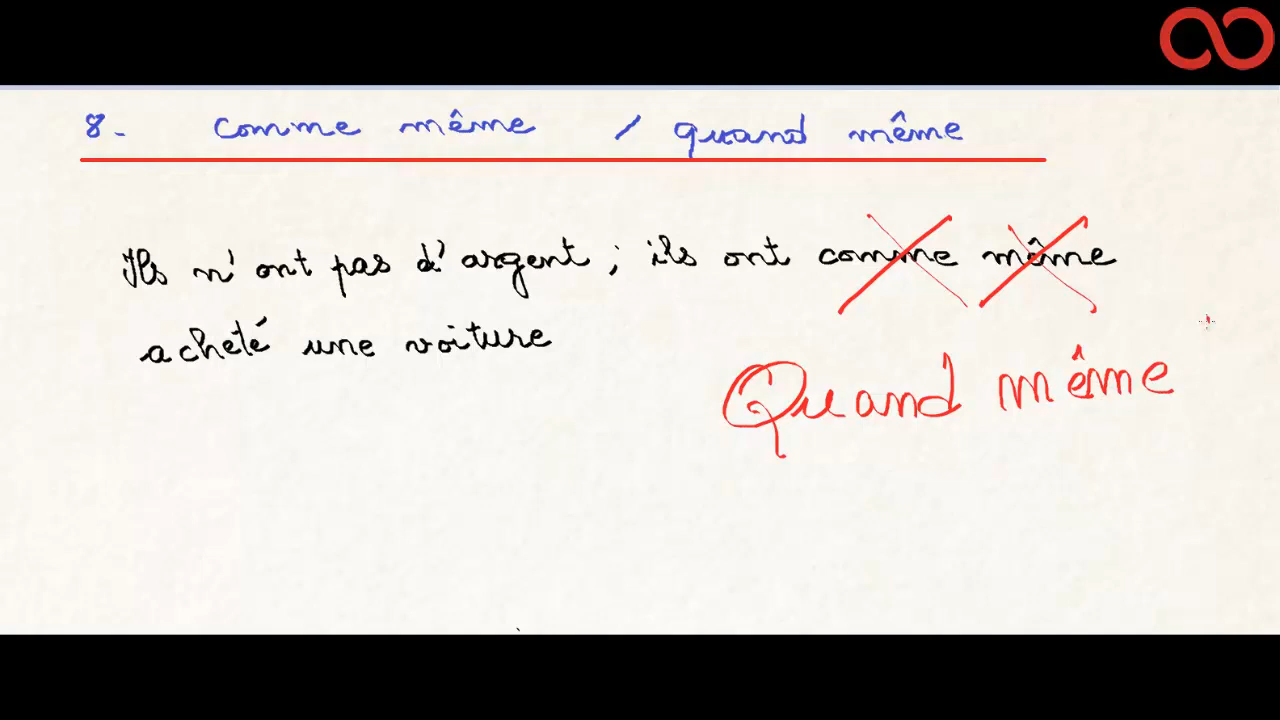 8. comme même / quand même
Ils n'ont pas d'argent ; ils ont comme même
acheté une voiture
Quand même